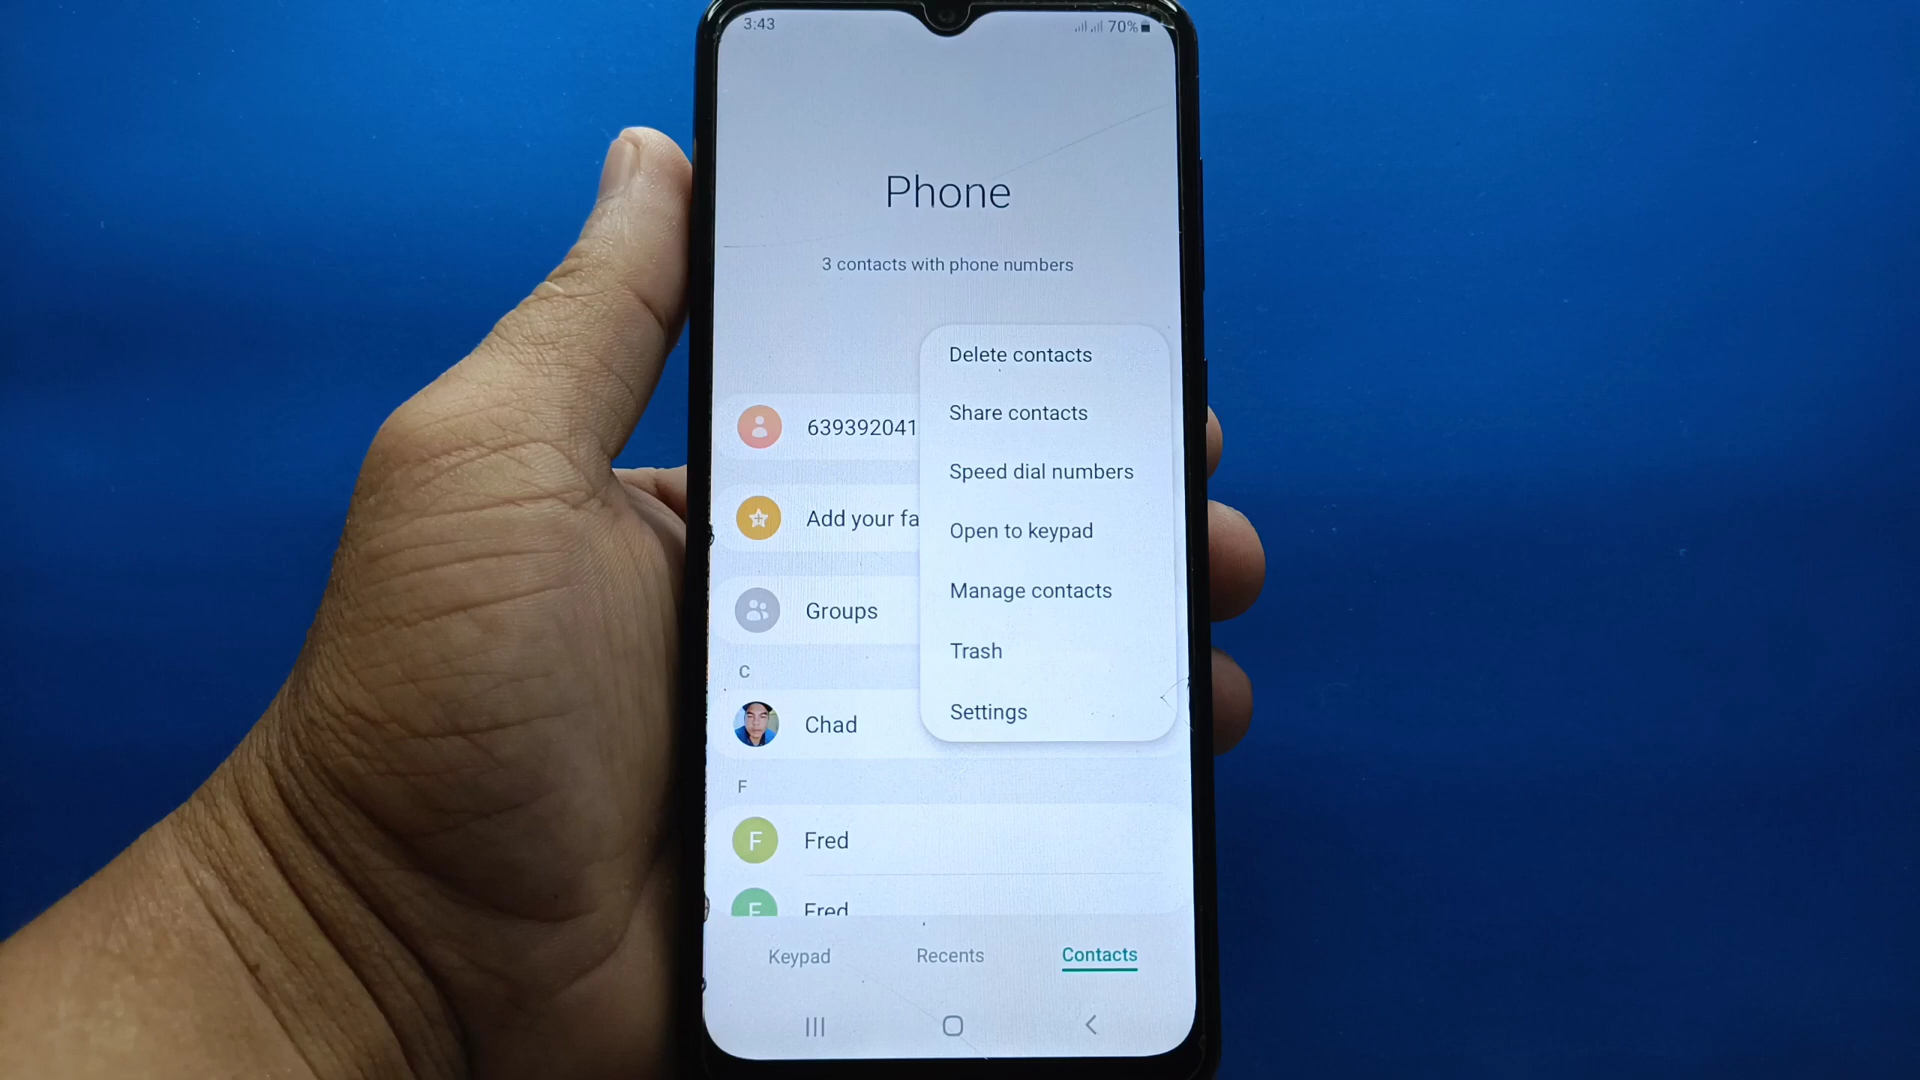 3:43
70%
Phone
3 contacts with phone numbers
Delete contacts
Share contacts
639392041
Speed dial numbers
Add your fa
Open to keypad
Manage contacts
Groups
Trash
C
Settings
Chad
F
F Fred
F Fred
Keypad Recents Contacts